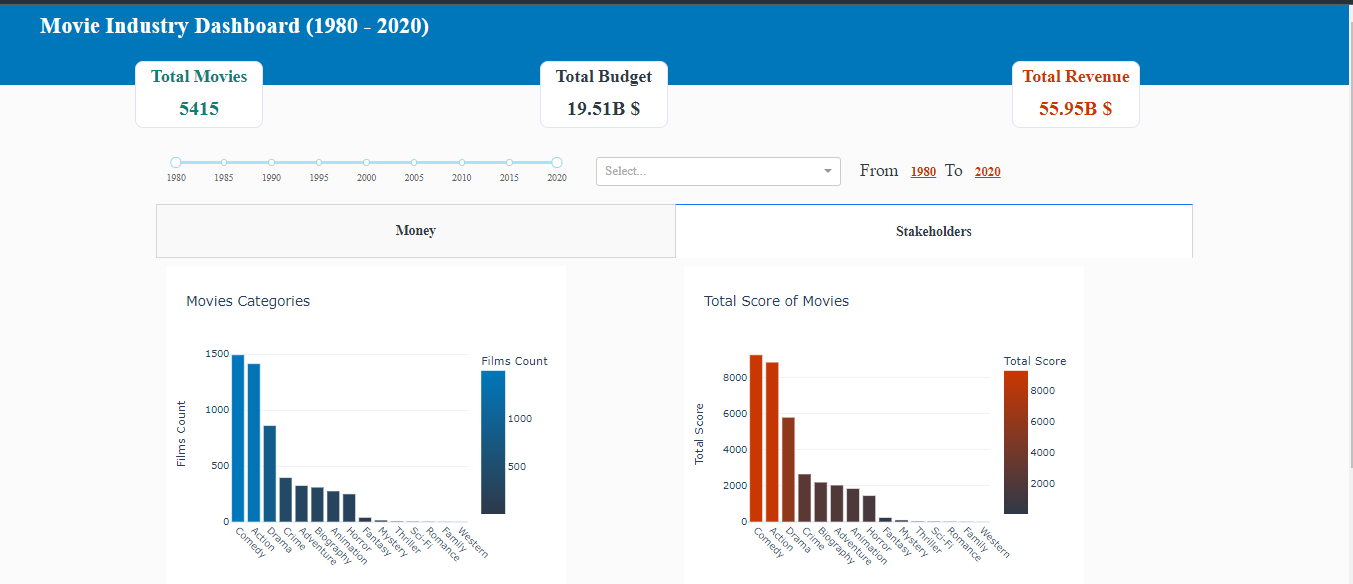 Movie Industry Dashboard (1980 - 2020)
Total Movies
5415
Total Budget
19.51B $
Total Revenue
55.95B $
1980 1985 1990 1995 2000 2005 2010 2015 2020
Select...
From 1980 To 2020
Money
Stakeholders
Movies Categories
Films Count
1500
1000
500
0
Comedy Action Drama Crime Adventure Biography Animation Horror Fantasy Mystery Thriller Sci-Fi Romance Family Western
Films Count
1000
500
Total Score of Movies
Total Score
8000
6000
4000
2000
0
Comedy Action Drama Crime Biography Adventure Animation Horror Fantasy Mystery Thriller Sci-Fi Romance Family Western
Total Score
8000
6000
4000
2000